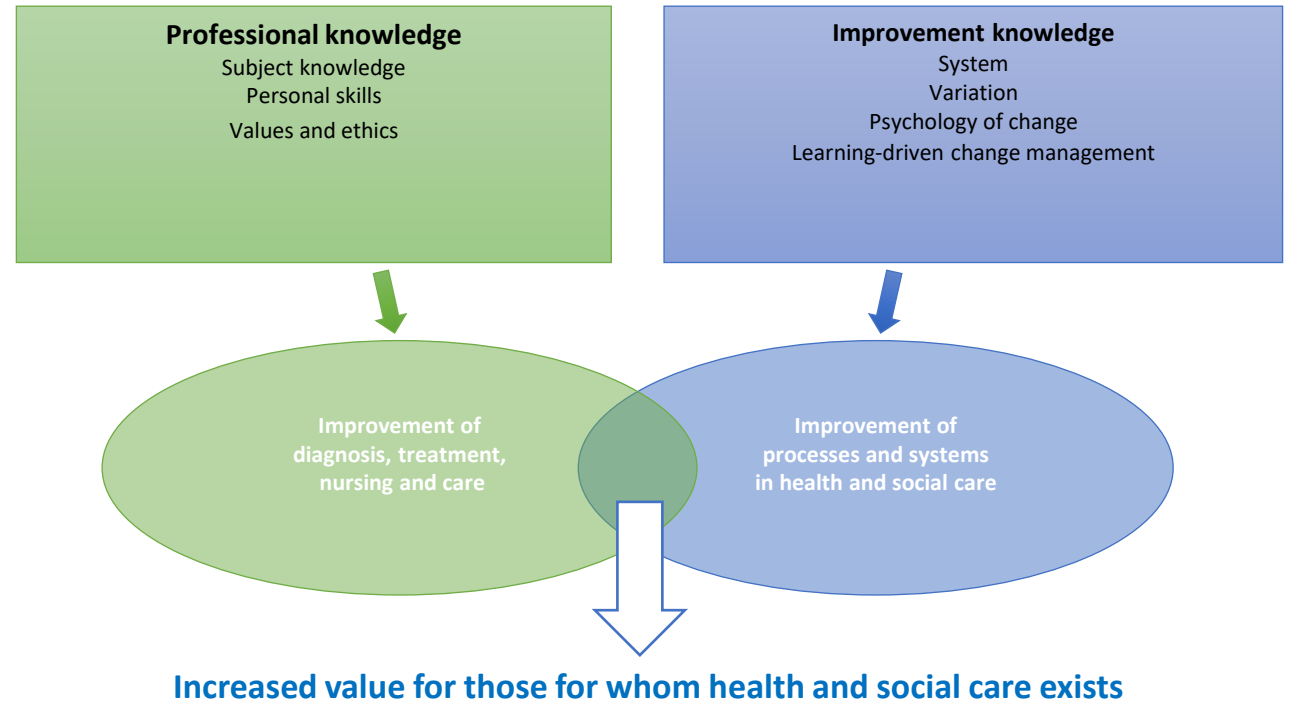 Professional knowledge
Subject knowledge
Personal skills
Values and ethics
Improvement knowledge
System
Variation
Psychology of change
Learning-driven change management
Improvement of
diagnosis, treatment,
nursing and care
Improvement of
processes and systems
in health and social care
Increased value for those for whom health and social care exists